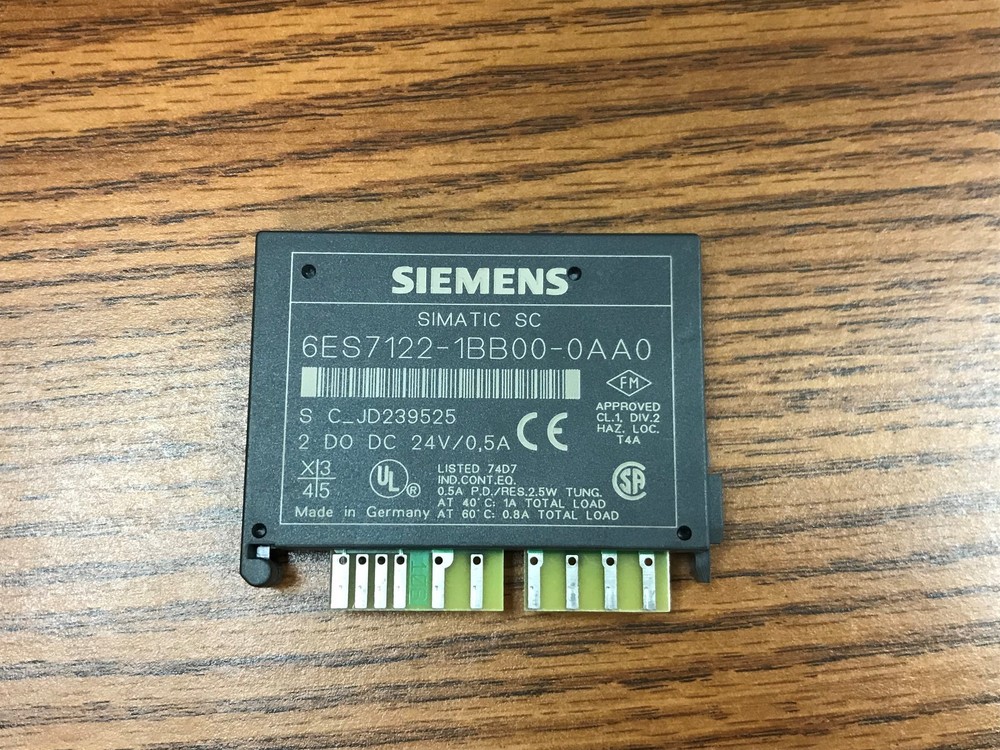 SIEMENS
SIMATIC SC
6ES7122-1BB00-0AA0
S C_JD239525
2 DO DC 24V/0,5A
CE
FM
APPROVED
CL.1, DIV.2
HAZ. LOC.
T4A
X 3
4 5
UL®
LISTED 74D7
IND.CONT.EQ.
0.5A P.D./RES.2.5W TUNG.
AT 40°C: 1A TOTAL LOAD
AT 60°C: 0.8A TOTAL LOAD
SA
Made in Germany